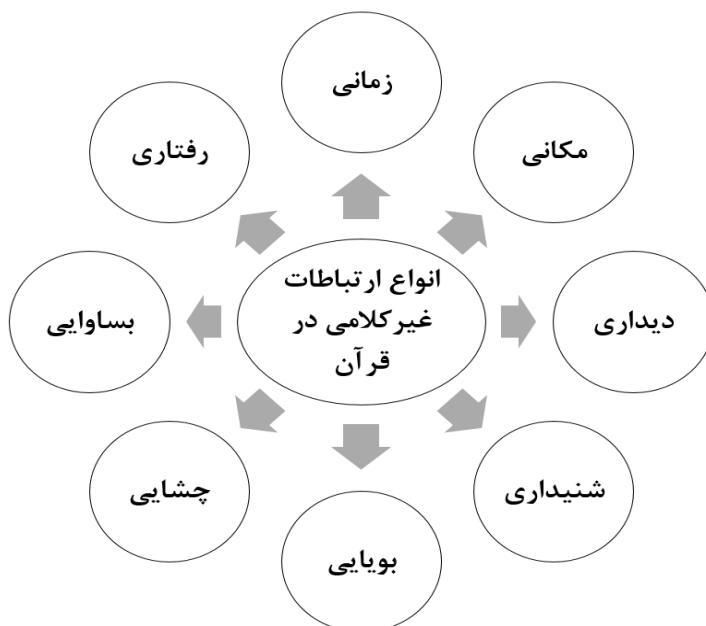 زمانی
مکانی
رفتاری
انواع ارتباطات
غیرکلامی در
قرآن
دیداری
بساوایی
شنیداری
چشایی
بویایی